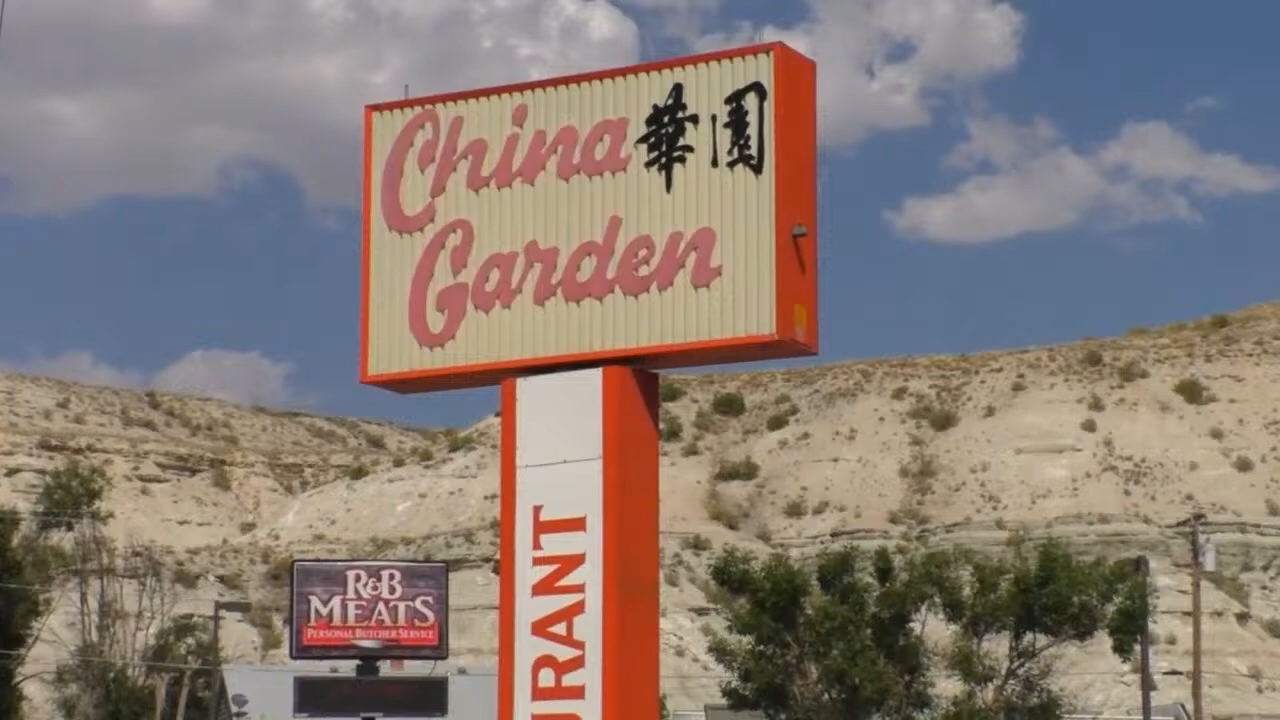 China 華園
Garden
URANT
R&B
MEATS
PERSONAL BUTCHER SERVICE